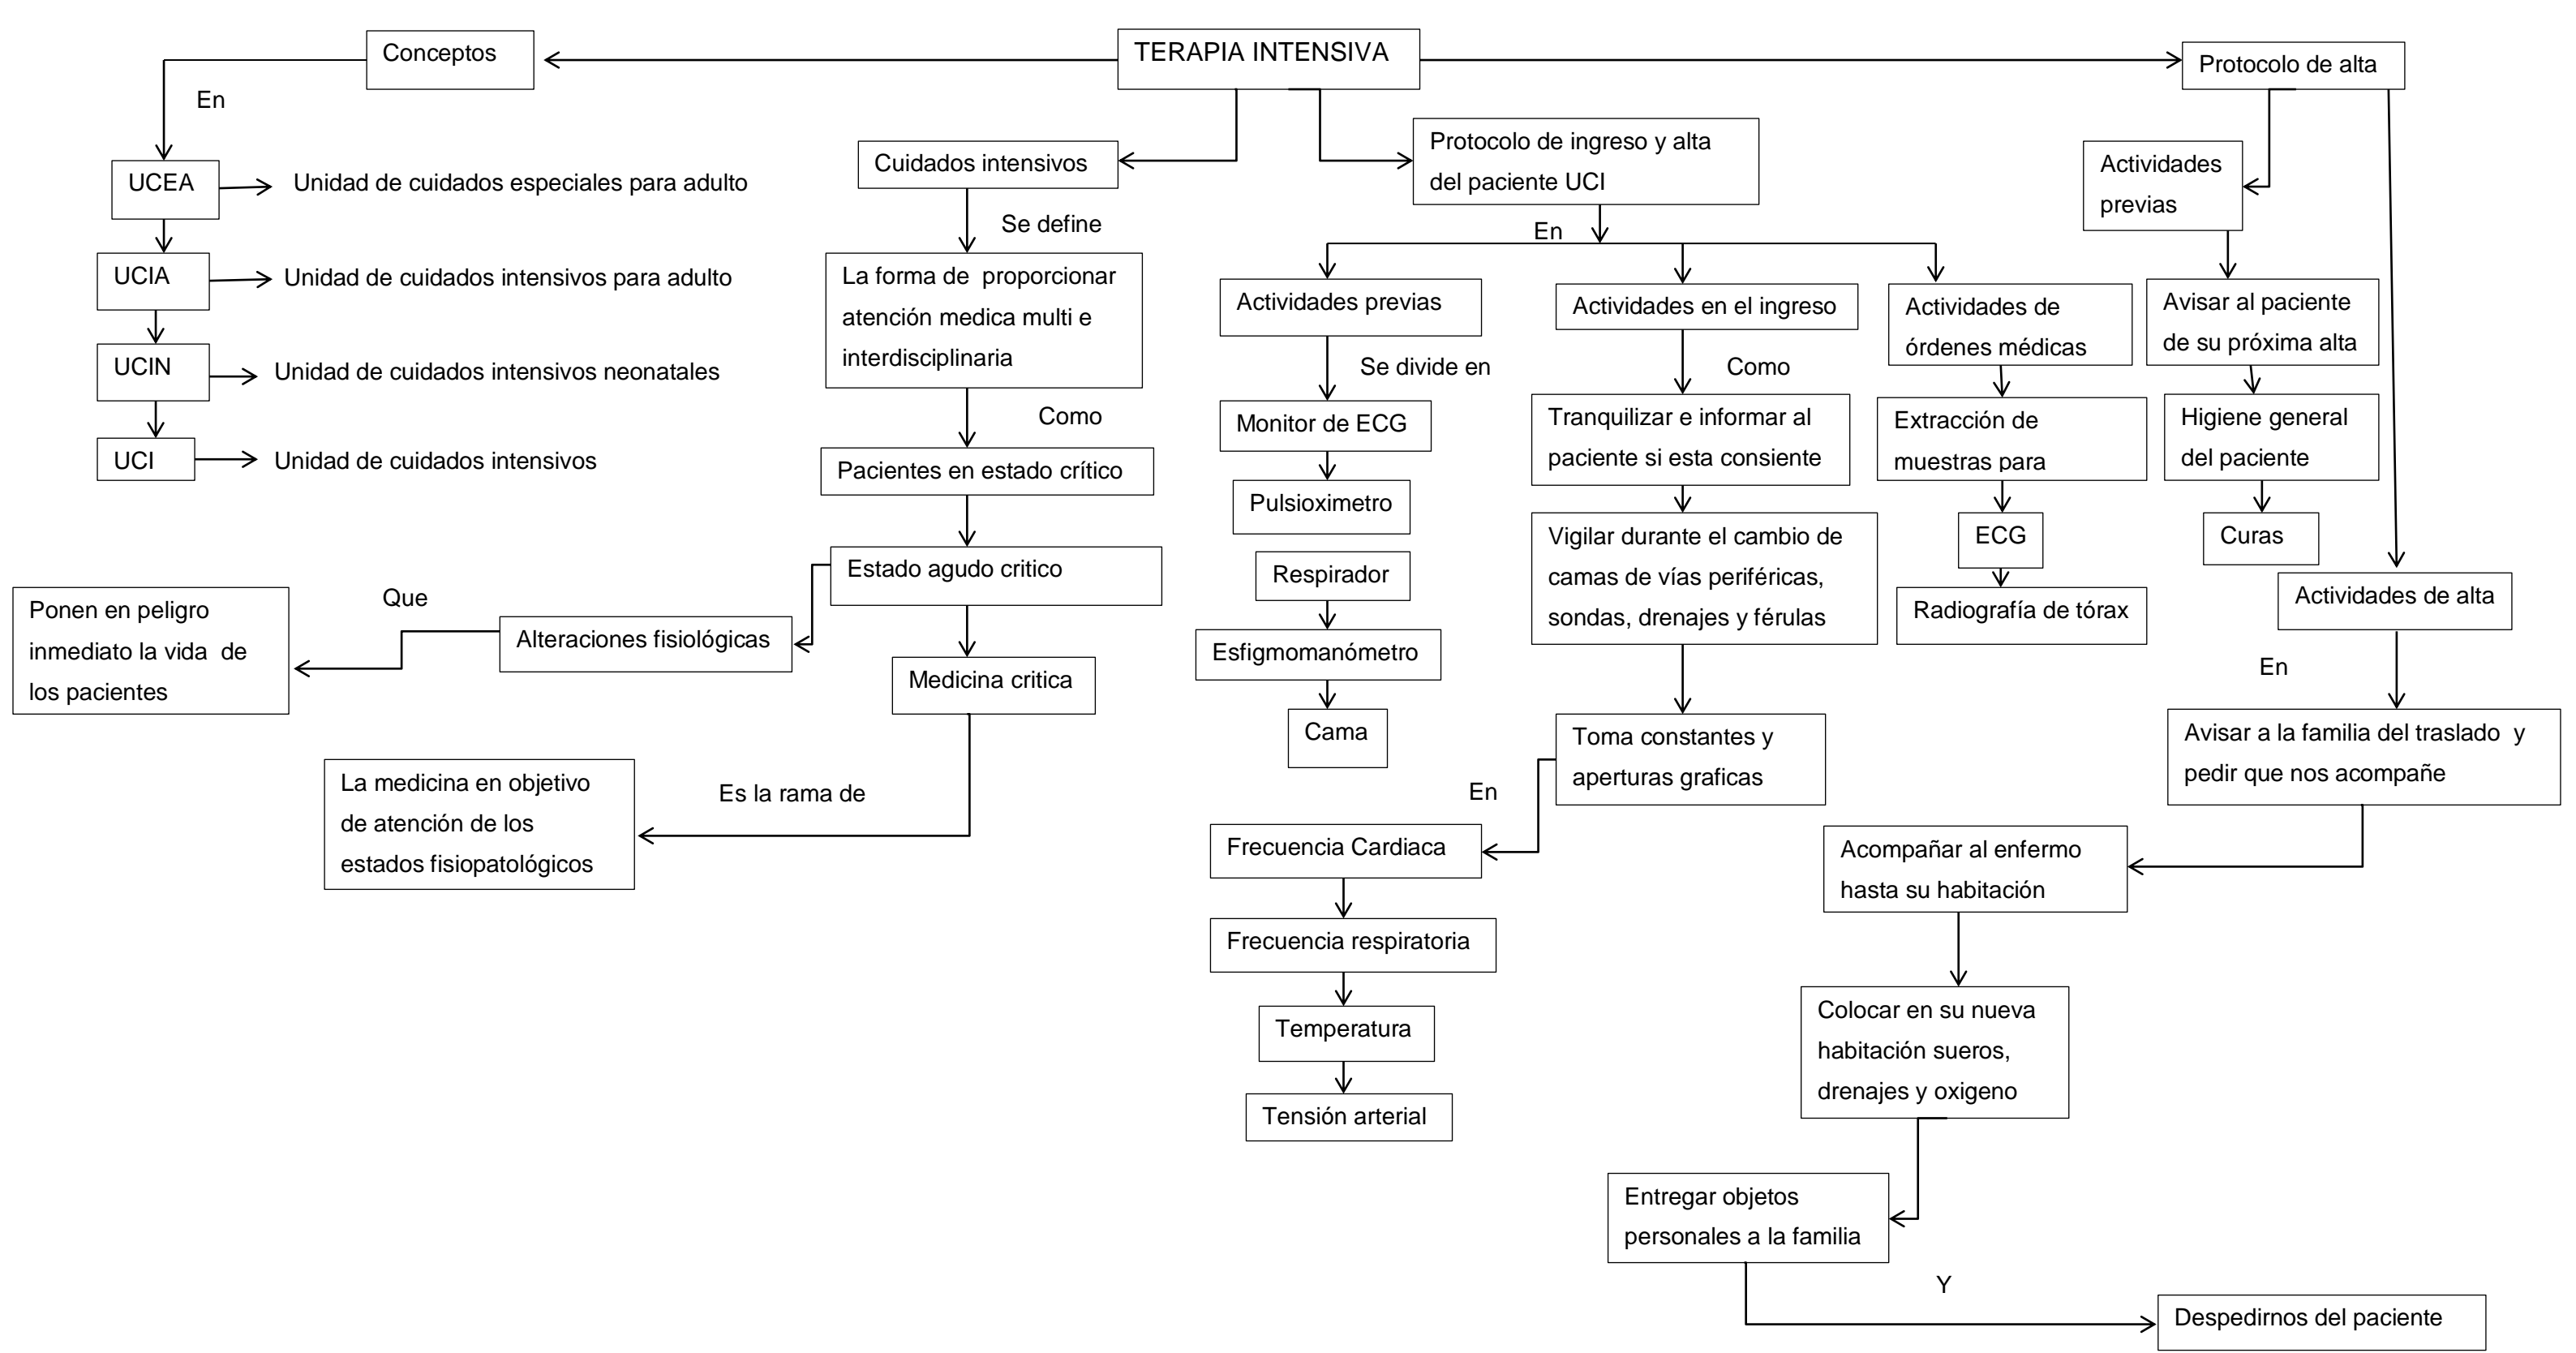 TERAPIA INTENSIVA
Conceptos
En
UCEA
Unidad de cuidados especiales para adulto
UCIA
Unidad de cuidados intensivos para adulto
UCIN
Unidad de cuidados intensivos neonatales
UCI
Unidad de cuidados intensivos
Cuidados intensivos
Se define
La forma de  proporcionar
atención medica multi e
interdisciplinaria
Como
Pacientes en estado crítico
Estado agudo critico
Alteraciones fisiológicas
Que
Ponen en peligro
inmediato la vida  de
los pacientes
Medicina critica
Es la rama de
La medicina en objetivo
de atención de los
estados fisiopatológicos
Protocolo de ingreso y alta
del paciente UCI
En
Actividades previas
Se divide en
Monitor de ECG
Pulsioximetro
Respirador
Esfigmomanómetro
Cama
Actividades en el ingreso
Como
Tranquilizar e informar al
paciente si esta consiente
Vigilar durante el cambio de
camas de vías periféricas,
sondas, drenajes y férulas
Toma constantes y
aperturas graficas
En
Frecuencia Cardiaca
Frecuencia respiratoria
Temperatura
Tensión arterial
Actividades de
órdenes médicas
Extracción de
muestras para
ECG
Radiografía de tórax
Protocolo de alta
Actividades
previas
Avisar al paciente
de su próxima alta
Higiene general
del paciente
Curas
Actividades de alta
En
Avisar a la familia del traslado  y
pedir que nos acompañe
Acompañar al enfermo
hasta su habitación
Colocar en su nueva
habitación sueros,
drenajes y oxigeno
Entregar objetos
personales a la familia
Y
Despedirnos del paciente